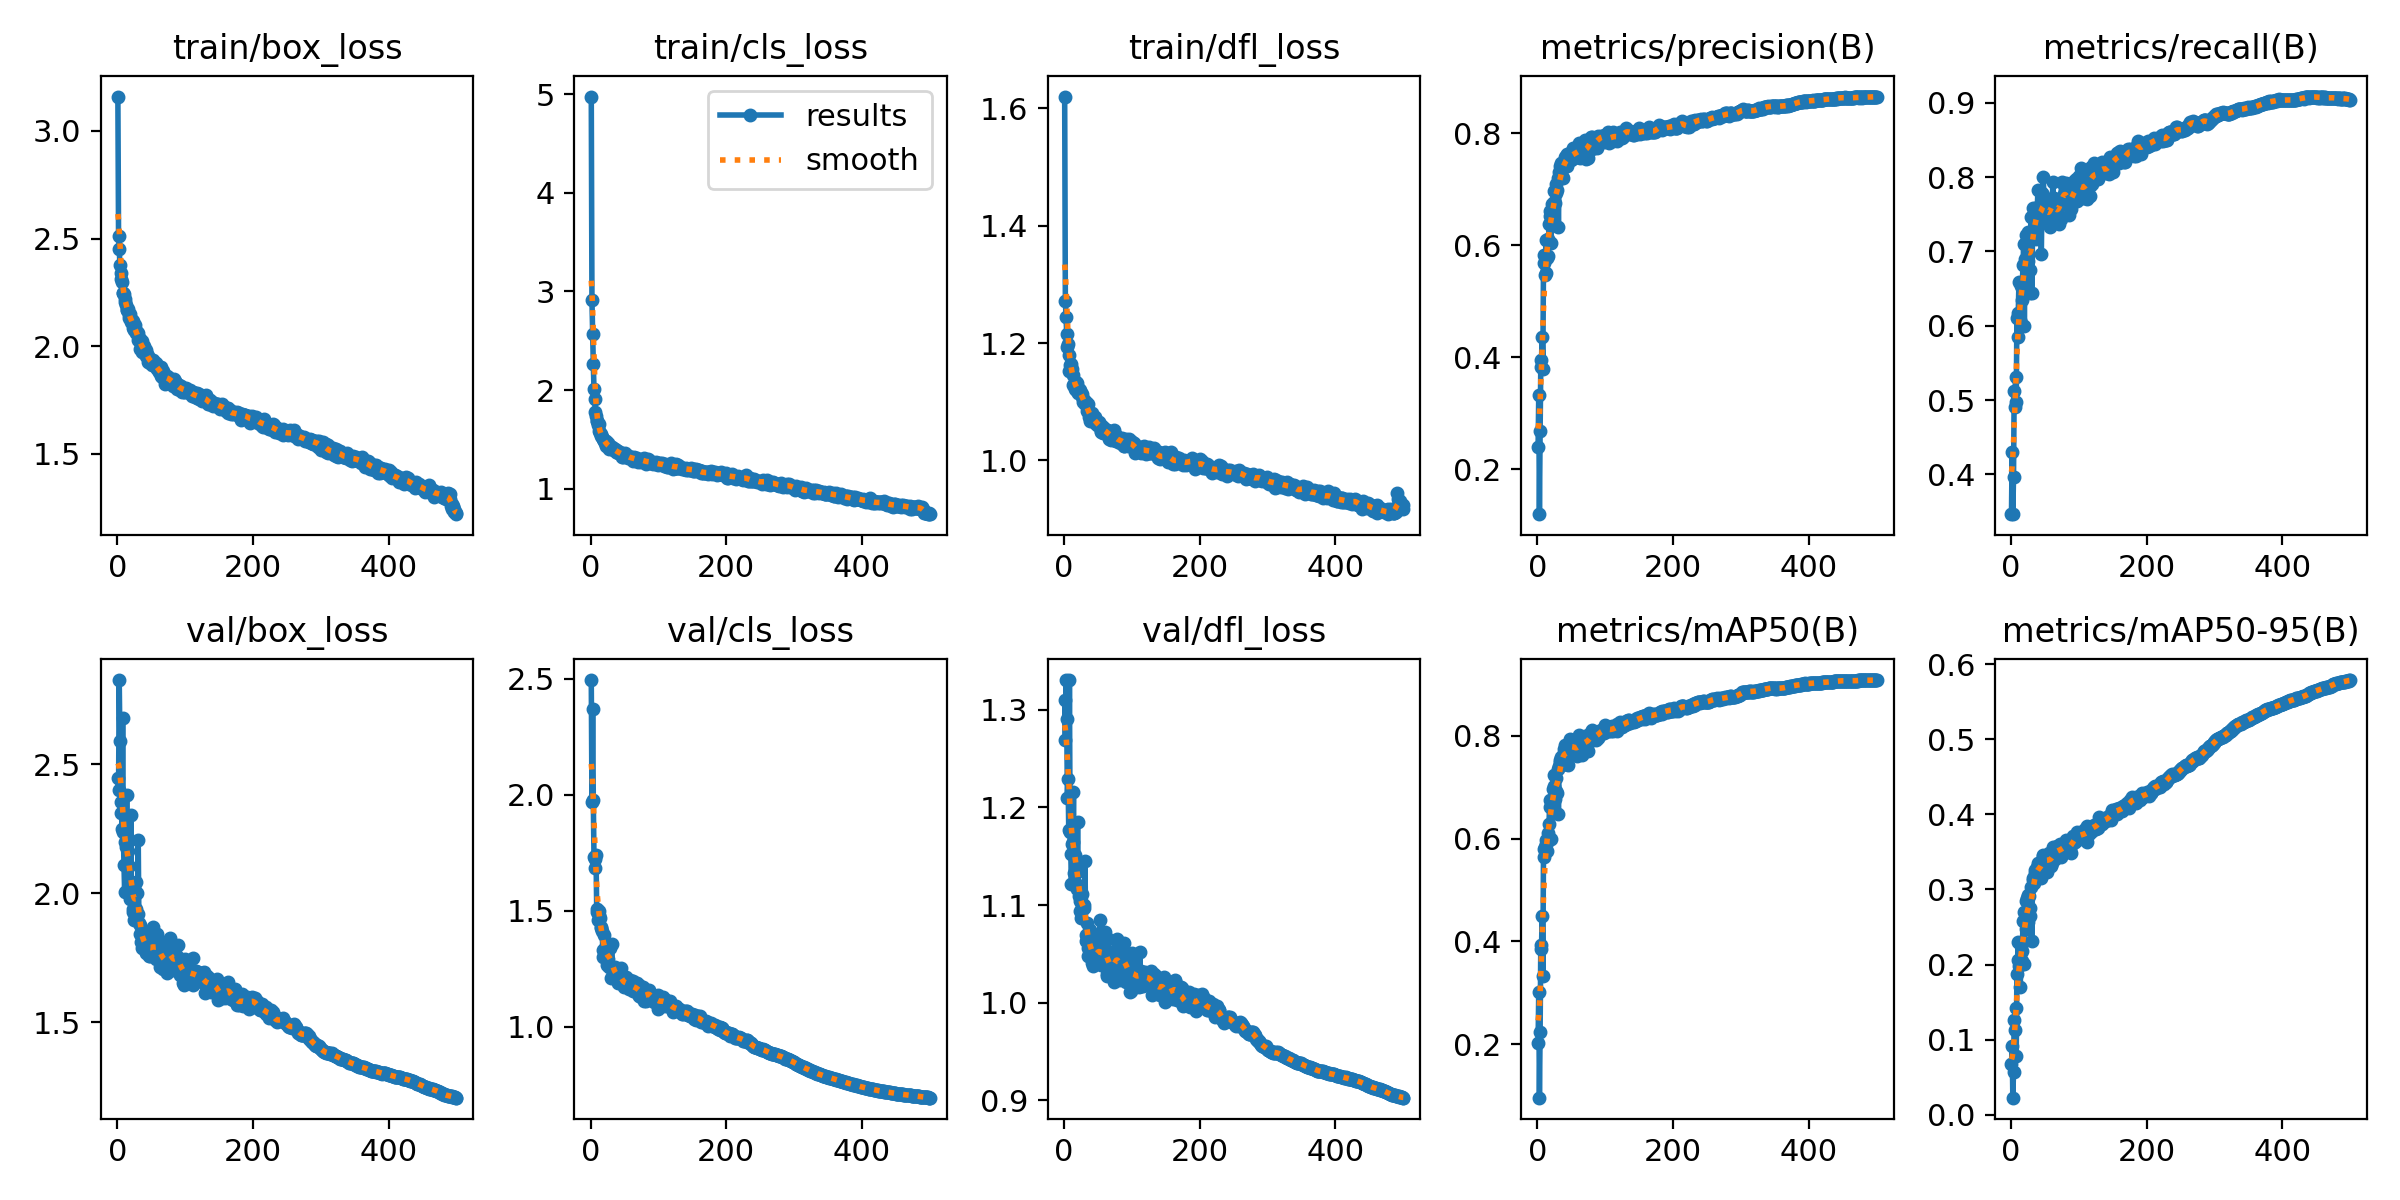 train/box_loss
3.0
2.5
2.0
1.5
0 200 400
train/cls_loss
results
smooth
5
4
3
2
1
0 200 400
train/dfl_loss
1.6
1.4
1.2
1.0
0 200 400
metrics/precision(B)
0.8
0.6
0.4
0.2
0 200 400
metrics/recall(B)
0.9
0.8
0.7
0.6
0.5
0.4
0 200 400
val/box_loss
2.5
2.0
1.5
0 200 400
val/cls_loss
2.5
2.0
1.5
1.0
0 200 400
val/dfl_loss
1.3
1.2
1.1
1.0
0.9
0 200 400
metrics/mAP50(B)
0.8
0.6
0.4
0.2
0 200 400
metrics/mAP50-95(B)
0.6
0.5
0.4
0.3
0.2
0.1
0.0
0 200 400